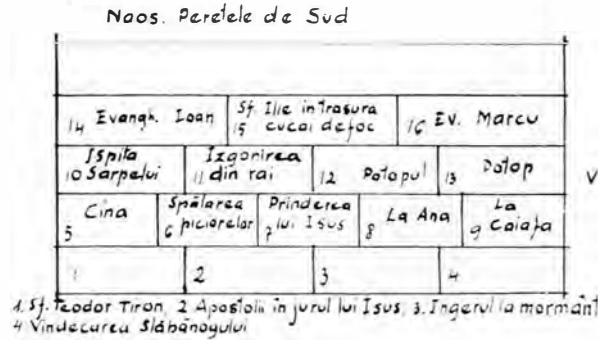 Naos. Peretele de Sud
14 Evangh. Ioan
Sf. Ilie in trasura
15 cu cai de foc
16 Ev. Marcu
Ispita
10 Sarpelui
Izgonirea
11 din rai
12 Potopul
13 Potop
V
Cina
5
Spălarea
6 piciorelor
Prinderea
7 lui Isus
8 La Ana
La
9 Caiafa
1
2
3
4
1. Sf. Teodor Tiron, 2 Apostolii in jurul lui Isus, 3. Ingerul la mormânt
4 Vindecarea Slăbănogului